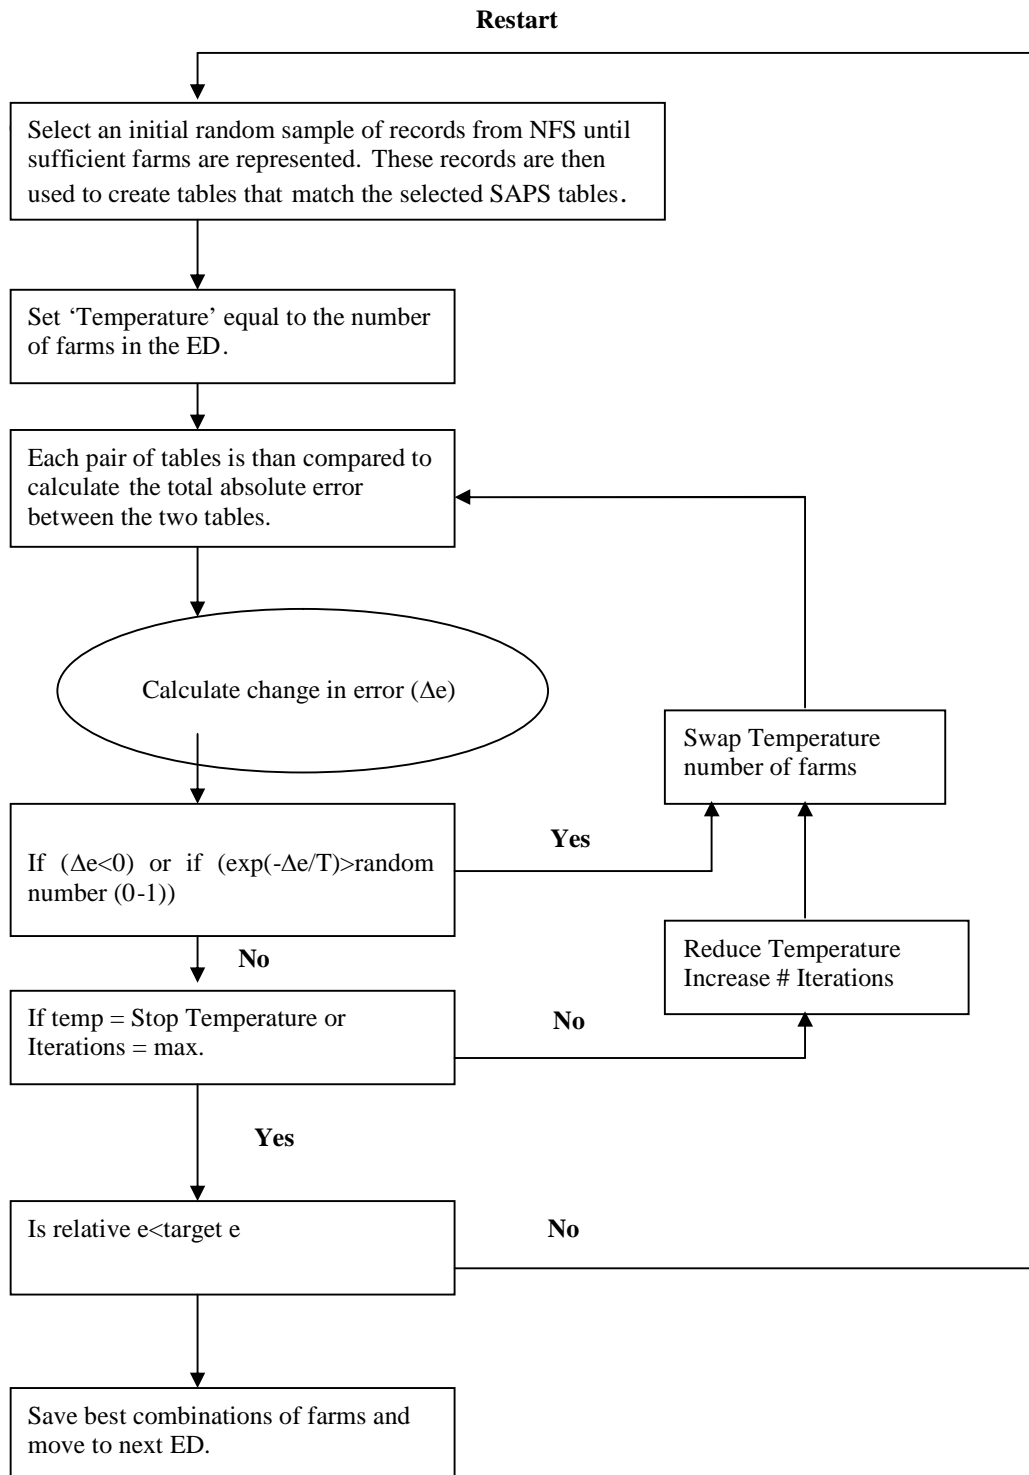 Restart
Select an initial random sample of records from NFS until
sufficient farms are represented. These records are then
used to create tables that match the selected SAPS tables.
Set ‘Temperature’ equal to the number
of farms in the ED.
Each pair of tables is than compared to
calculate the total absolute error
between the two tables.
Calculate change in error (Δe)
Swap Temperature
number of farms
Yes
If (Δe<0) or if (exp(-Δe/T)>random
number (0-1))
No
Reduce Temperature
Increase # Iterations
If temp = Stop Temperature or
Iterations = max.
No
Yes
Is relative e<target e
No
Save best combinations of farms and
move to next ED.